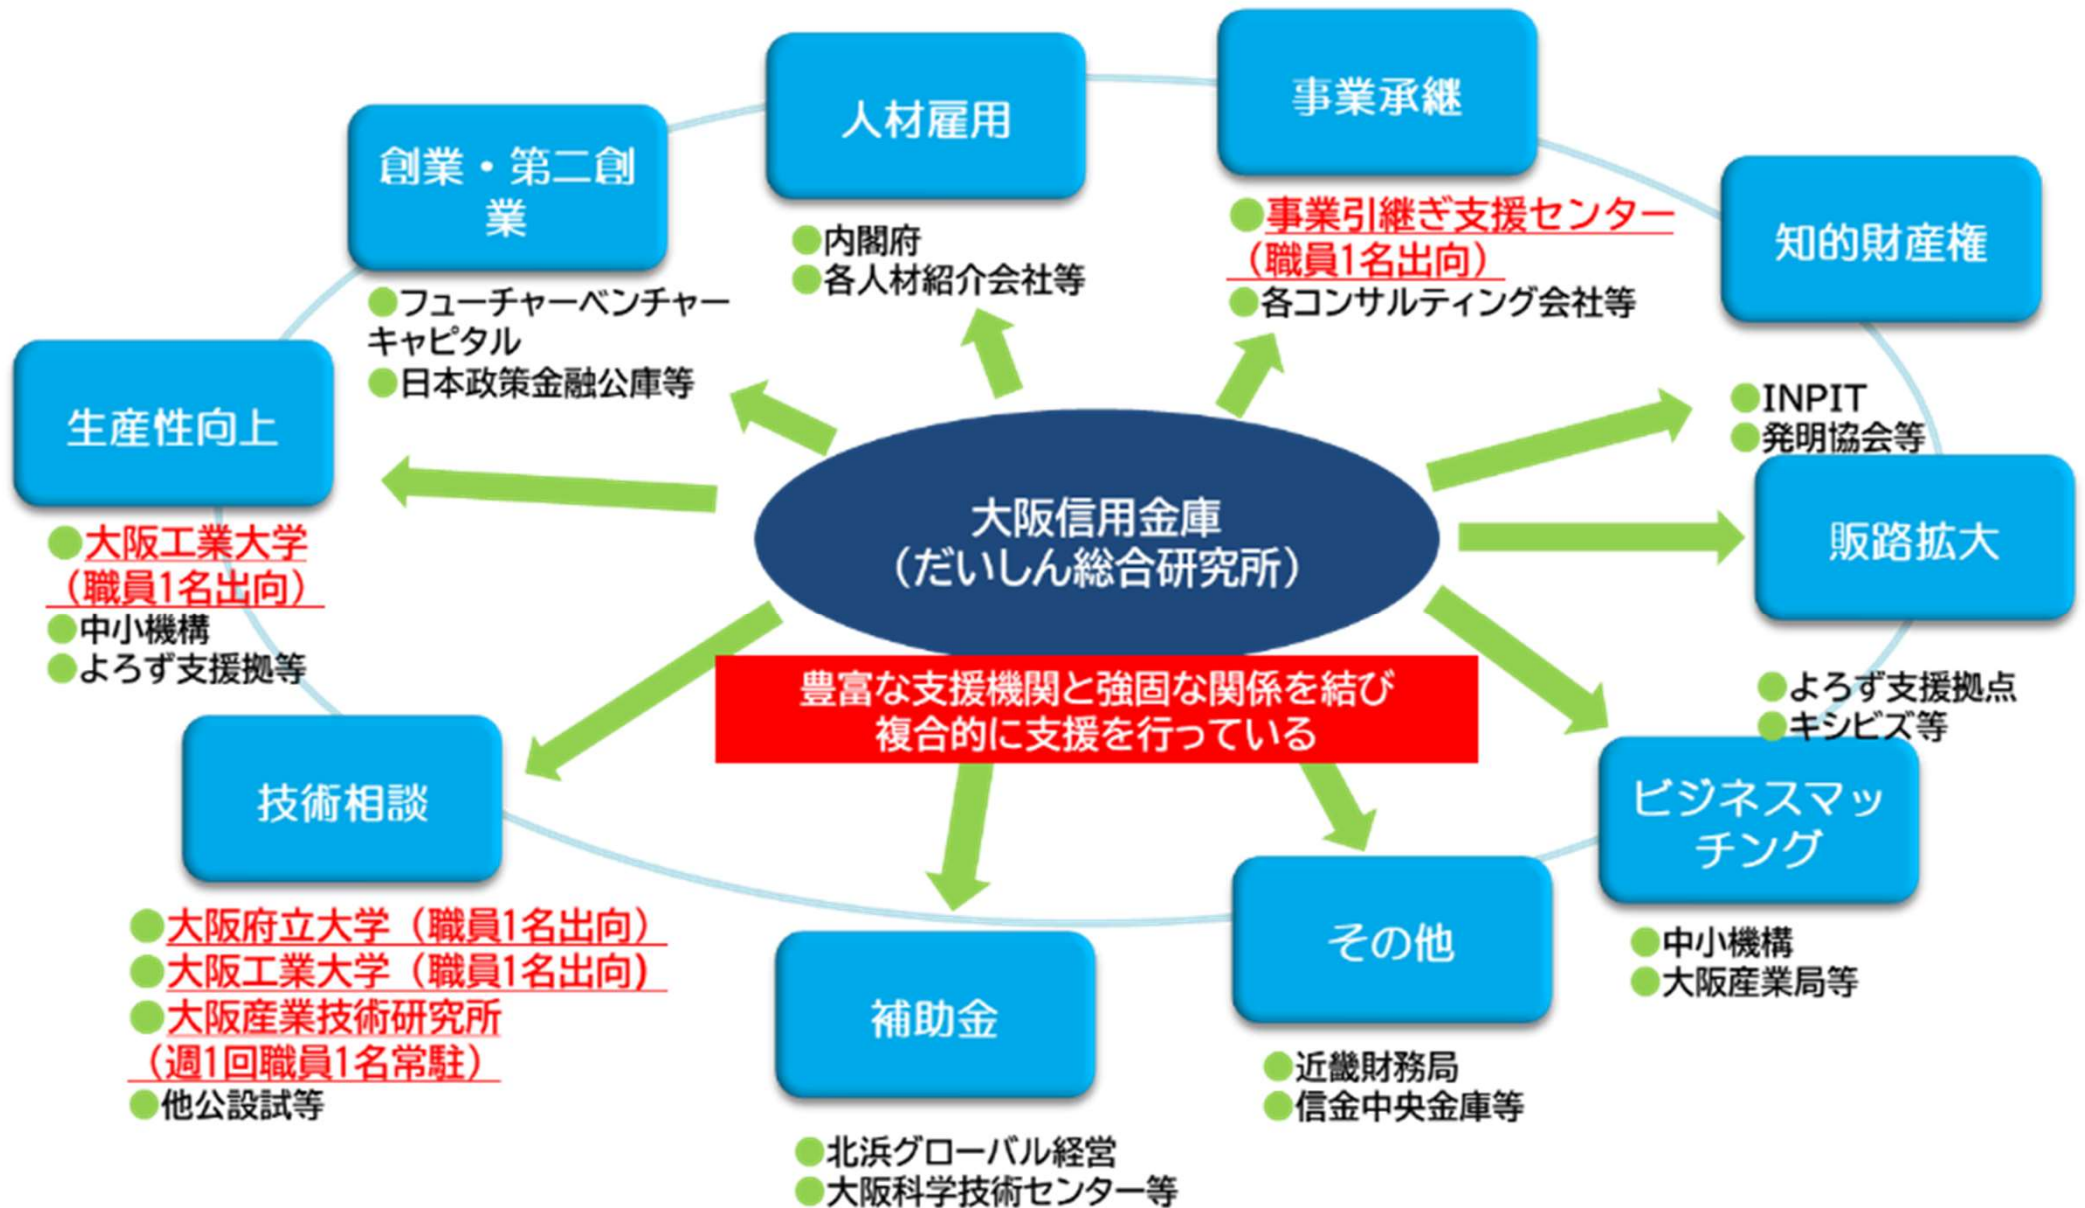 人材雇用
●内閣府
●各人材紹介会社等
事業承継
●事業引継ぎ支援センター
（職員1名出向）
●各コンサルティング会社等
創業・第二創
業
●フューチャーベンチャー
キャピタル
●日本政策金融公庫等
知的財産権
●INPIT
●発明協会等
生産性向上
●大阪工業大学
（職員1名出向）
●中小機構
●よろず支援拠等
大阪信用金庫
（だいしん総合研究所）
豊富な支援機関と強固な関係を結び
複合的に支援を行っている
販路拡大
●よろず支援拠点
●キシビズ等
技術相談
●大阪府立大学（職員1名出向）
●大阪工業大学（職員1名出向)
●大阪産業技術研究所
（週1回職員1名常駐）
●他公設試等
補助金
●北浜グローバル経営
●大阪科学技術センター等
その他
●近畿財務局
●信金中央金庫等
ビジネスマッ
チング
●中小機構
●大阪産業局等